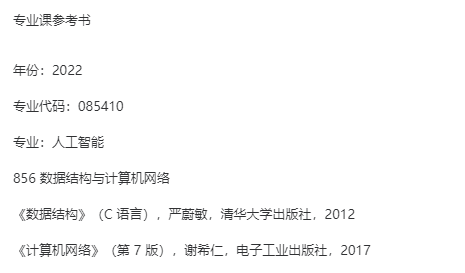 专业课参考书
年份：2022
专业代码：085410
专业：人工智能
856 数据结构与计算机网络
《数据结构》（C 语言），严蔚敏，清华大学出版社，2012
《计算机网络》（第 7 版），谢希仁，电子工业出版社，2017